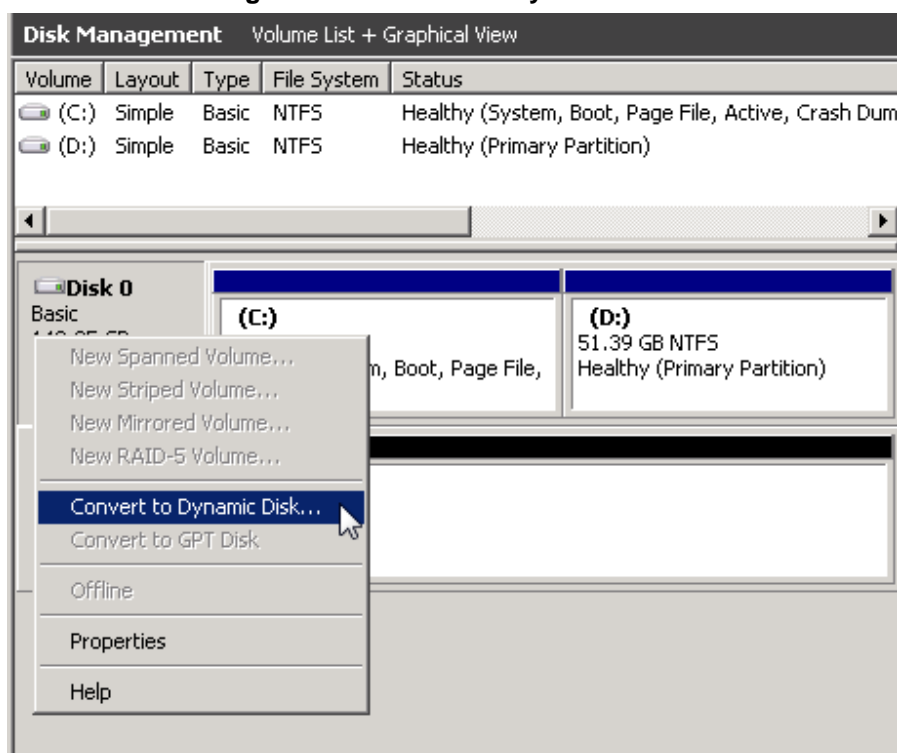 Disk Management Volume List + Graphical View
Volume Layout Type File System Status
(C:) Simple Basic NTFS Healthy (System, Boot, Page File, Active, Crash Dum
(D:) Simple Basic NTFS Healthy (Primary Partition)
Disk 0
Basic
(C:)
Boot, Page File,
(D:)
51.39 GB NTFS
Healthy (Primary Partition)
New Spanned Volume...
New Striped Volume...
New Mirrored Volume...
New RAID-5 Volume...
Convert to Dynamic Disk...
Convert to GPT Disk
Offline
Properties
Help